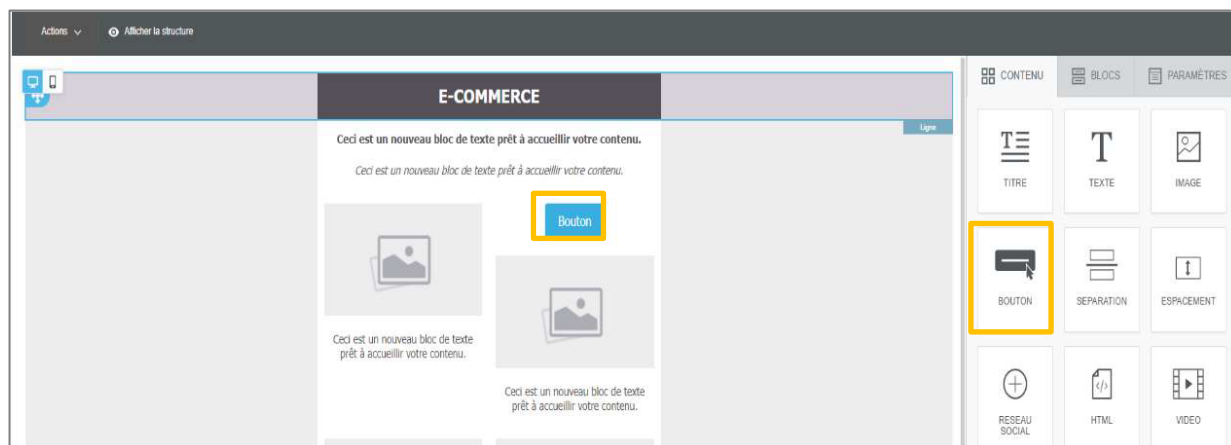 Actions
Afficher la structure
CONTENU
BLOCS
PARAMÈTRES
E-COMMERCE
Ligne
Ceci est un nouveau bloc de texte prêt à accueillir votre contenu.
Ceci est un nouveau bloc de texte prêt à accueillir votre contenu.
Bouton
Ceci est un nouveau bloc de texte
prêt à accueillir votre contenu.
Ceci est un nouveau bloc de texte
prêt à accueillir votre contenu.
T
TITRE
T
TEXTE
IMAGE
BOUTON
SEPARATION
ESPACEMENT
RESEAU
SOCIAL
</>
HTML
VIDEO